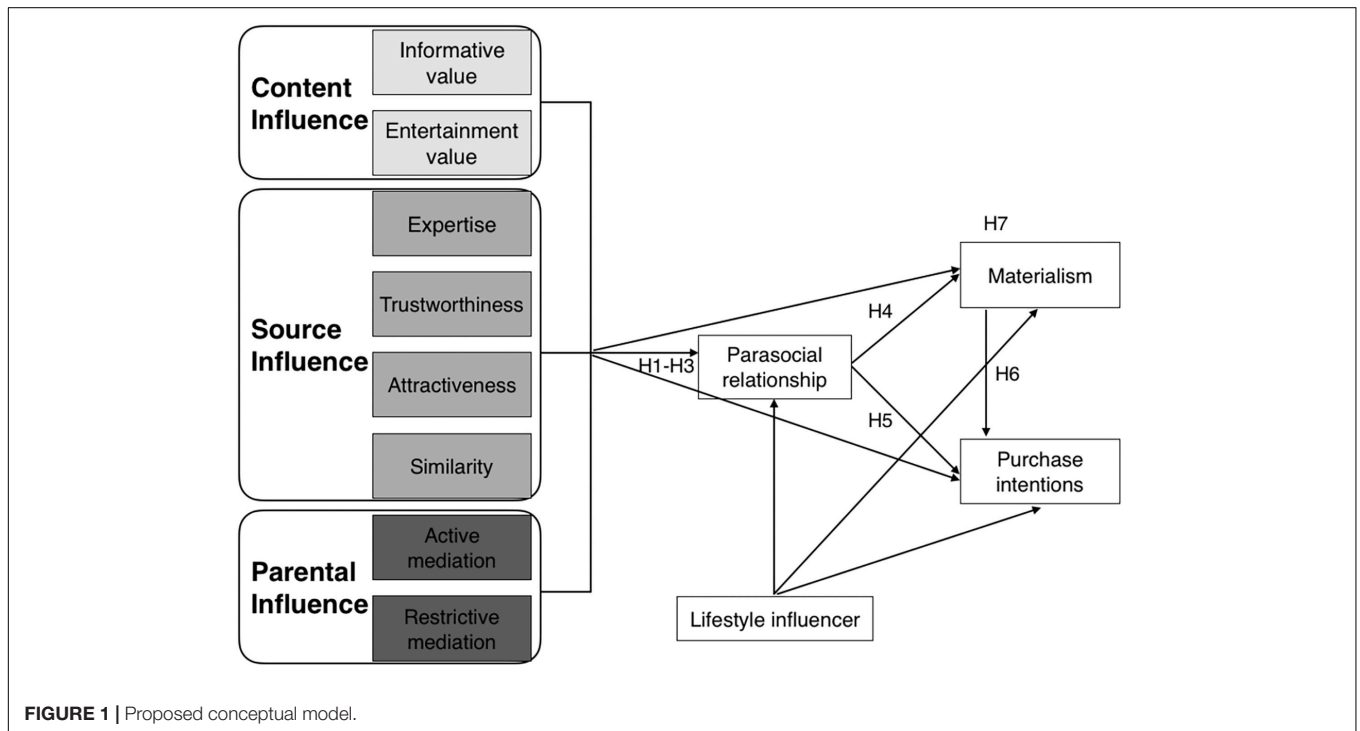 Content
Influence
Informative
value
Entertainment
value
Source
Influence
Expertise
Trustworthiness
Attractiveness
Similarity
Parental
Influence
Active
mediation
Restrictive
mediation
H1-H3
Parasocial
relationship
H4
H5
H7
Materialism
H6
Purchase
intentions
Lifestyle influencer
FIGURE 1 | Proposed conceptual model.